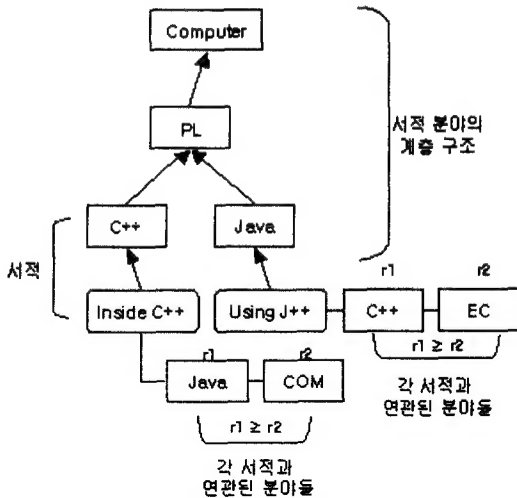 Computer
서적 분야의
계층 구조
PL
C++
Java
서적
r1
r2
Inside C++
Using J++
C++
EC
r1 ≥ r2
r1
r2
Java
COM
각 서적과
연관된 분야들
r1 ≥ r2
각 서적과
연관된 분야들